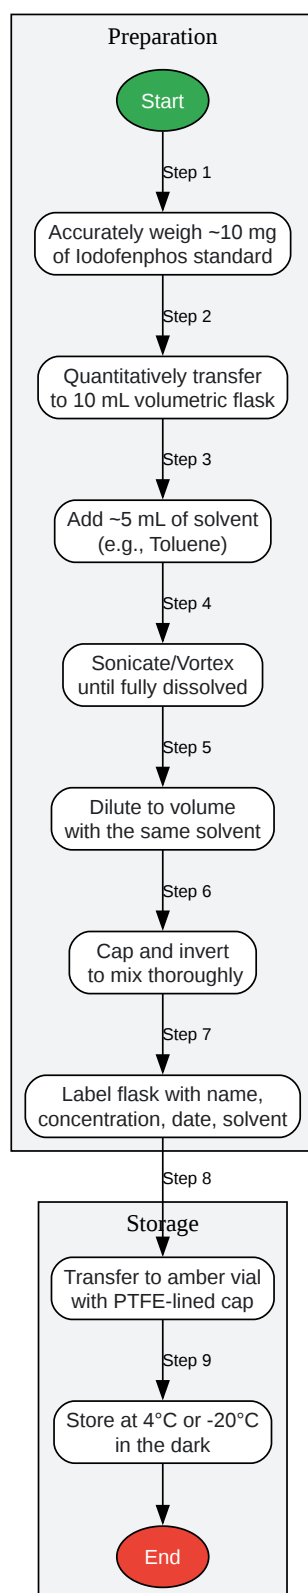 Preparation
Start
Step 1
Accurately weigh ~10 mg
of Iodofenphos standard
Step 2
Quantitatively transfer
to 10 mL volumetric flask
Step 3
Add ~5 mL of solvent
(e.g., Toluene)
Step 4
Sonicate/Vortex
until fully dissolved
Step 5
Dilute to volume
with the same solvent
Step 6
Cap and invert
to mix thoroughly
Step 7
Label flask with name,
concentration, date, solvent
Step 8
Storage
Transfer to amber vial
with PTFE-lined cap
Step 9
Store at 4°C or -20°C
in the dark
End